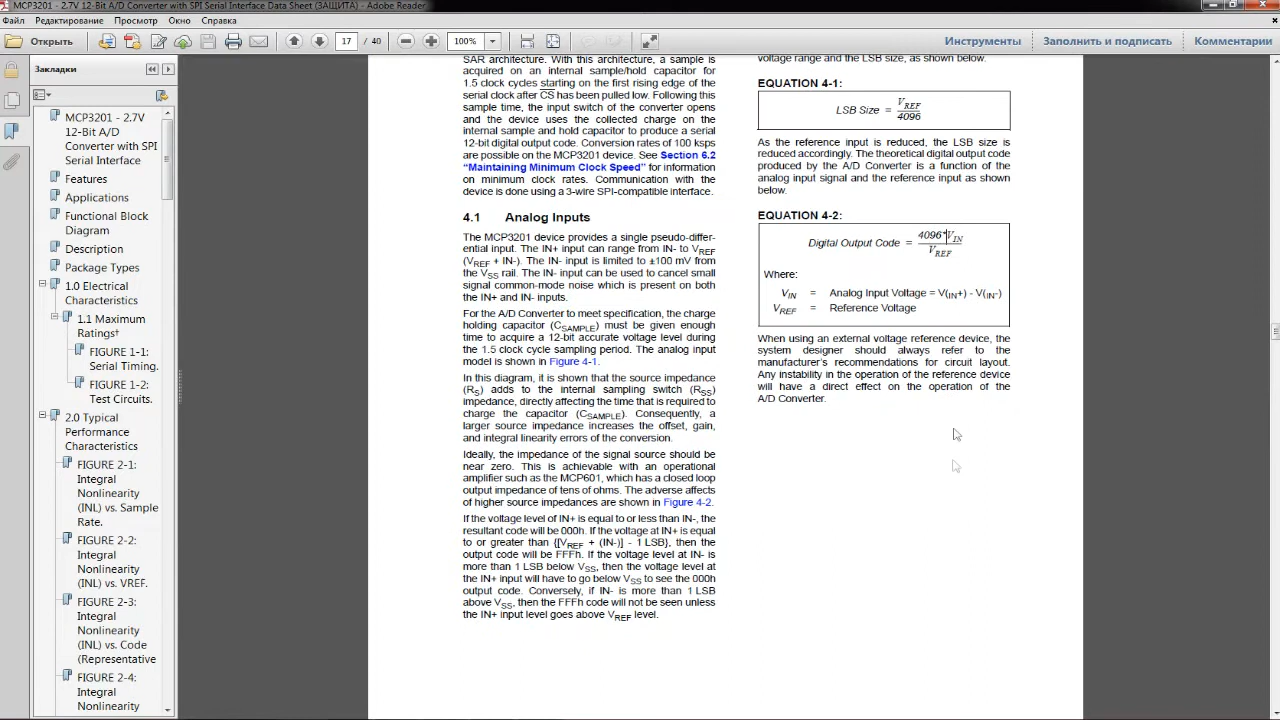 MCP3201 - 2.7V 12-Bit A/D Converter with SPI Serial Interface Data Sheet (ЗАЩИТА) - Adobe Reader
Файл Редактирование Просмотр Окно Справка
Открыть 17 / 40 100% Инструменты Заполнить и подписать Комментарии
Закладки
MCP3201 - 2.7V
12-Bit A/D
Converter with SPI
Serial Interface
Features
Applications
Functional Block
Diagram
Description
Package Types
1.0 Electrical
Characteristics
1.1 Maximum
Ratings†
FIGURE 1-1:
Serial Timing.
FIGURE 1-2:
Test Circuits.
2.0 Typical
Performance
Characteristics
FIGURE 2-1:
Integral
Nonlinearity
(INL) vs. Sample
Rate.
FIGURE 2-2:
Integral
Nonlinearity
(INL) vs. VREF.
FIGURE 2-3:
Integral
Nonlinearity
(INL) vs. Code
(Representative
FIGURE 2-4:
Integral
Nonlinearity
SAR architecture. With this architecture, a sample is
acquired on an internal sample/hold capacitor for
1.5 clock cycles starting on the first rising edge of the
serial clock after CS has been pulled low. Following this
sample time, the input switch of the converter opens
and the device uses the collected charge on the
internal sample and hold capacitor to produce a serial
12-bit digital output code. Conversion rates of 100 ksps
are possible on the MCP3201 device. See Section 6.2
“Maintaining Minimum Clock Speed” for information
on minimum clock rates. Communication with the
device is done using a 3-wire SPI-compatible interface.
4.1 Analog Inputs
The MCP3201 device provides a single pseudo-differ-
ential input. The IN+ input can range from IN- to VREF
(VREF + IN-). The IN- input is limited to ±100 mV from
the VSS rail. The IN- input can be used to cancel small
signal common-mode noise which is present on both
the IN+ and IN- inputs.
For the A/D Converter to meet specification, the charge
holding capacitor (CSAMPLE) must be given enough
time to acquire a 12-bit accurate voltage level during
the 1.5 clock cycle sampling period. The analog input
model is shown in Figure 4-1.
In this diagram, it is shown that the source impedance
(RS) adds to the internal sampling switch (RSS)
impedance, directly affecting the time that is required to
charge the capacitor (CSAMPLE). Consequently, a
larger source impedance increases the offset, gain,
and integral linearity errors of the conversion.
Ideally, the impedance of the signal source should be
near zero. This is achievable with an operational
amplifier such as the MCP601, which has a closed loop
output impedance of tens of ohms. The adverse affects
of higher source impedances are shown in Figure 4-2.
If the voltage level of IN+ is equal to or less than IN-, the
resultant code will be 000h. If the voltage at IN+ is equal
to or greater than {[VREF + (IN-)] - 1 LSB}, then the
output code will be FFFh. If the voltage level at IN- is
more than 1 LSB below VSS, then the voltage level at
the IN+ input will have to go below VSS to see the 000h
output code. Conversely, if IN- is more than 1 LSB
above VSS, then the FFFh code will not be seen unless
the IN+ input level goes above VREF level.
voltage range and the LSB size, as shown below.
EQUATION 4-1:
LSB Size = VREF / 4096
As the reference input is reduced, the LSB size is
reduced accordingly. The theoretical digital output code
produced by the A/D Converter is a function of the
analog input signal and the reference input as shown
below.
EQUATION 4-2:
Digital Output Code = 4096*VIN / VREF
Where:
VIN = Analog Input Voltage = V(IN+) - V(IN-)
VREF = Reference Voltage
When using an external voltage reference device, the
system designer should always refer to the
manufacturer’s recommendations for circuit layout.
Any instability in the operation of the reference device
will have a direct effect on the operation of the
A/D Converter.